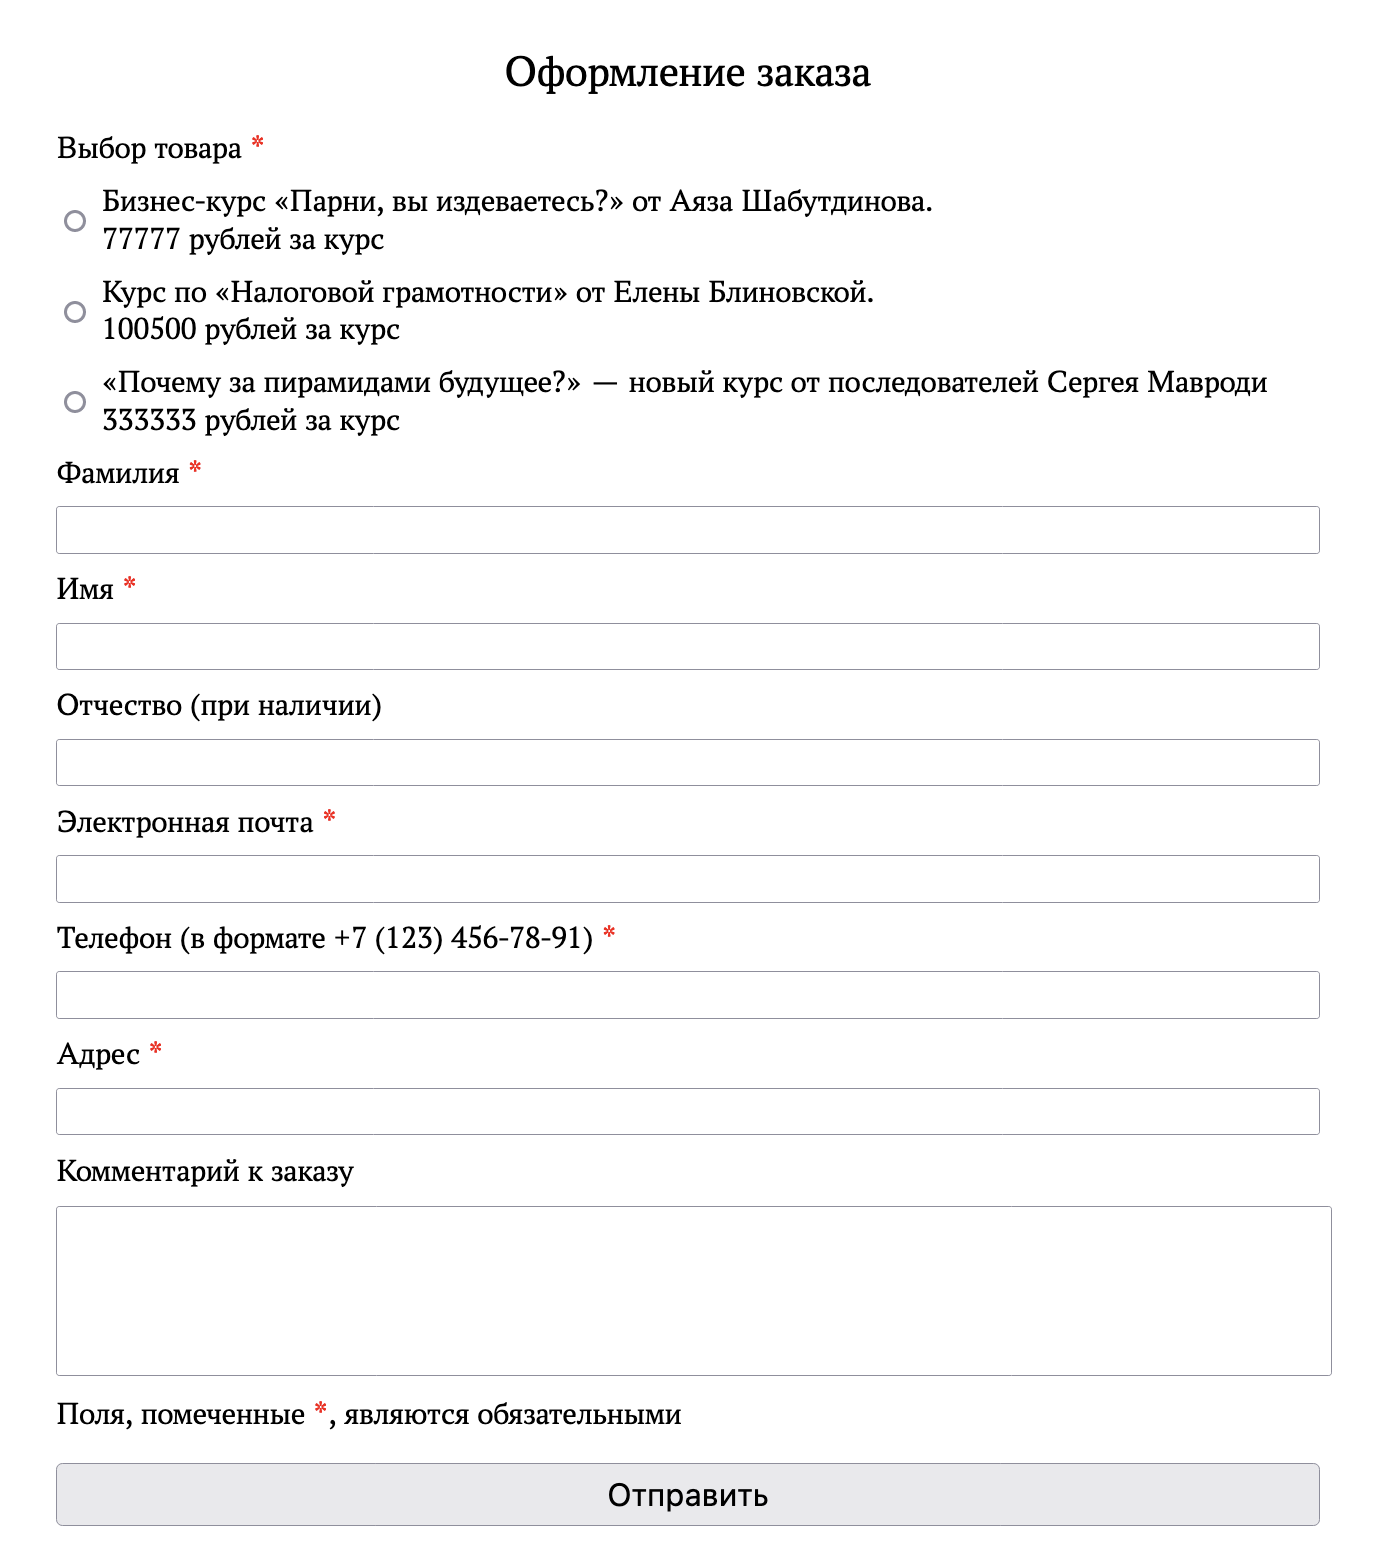 Оформление заказа
Выбор товара *
Бизнес-курс «Парни, вы издеваетесь?» от Аяза Шабутдинова.
77777 рублей за курс
Курс по «Налоговой грамотности» от Елены Блиновской.
100500 рублей за курс
«Почему за пирамидами будущее?» — новый курс от последователей Сергея Мавроди
333333 рублей за курс
Фамилия *
Имя *
Отчество (при наличии)
Электронная почта *
Телефон (в формате +7 (123) 456-78-91) *
Адрес *
Комментарий к заказу
Поля, помеченные *, являются обязательными
Отправить